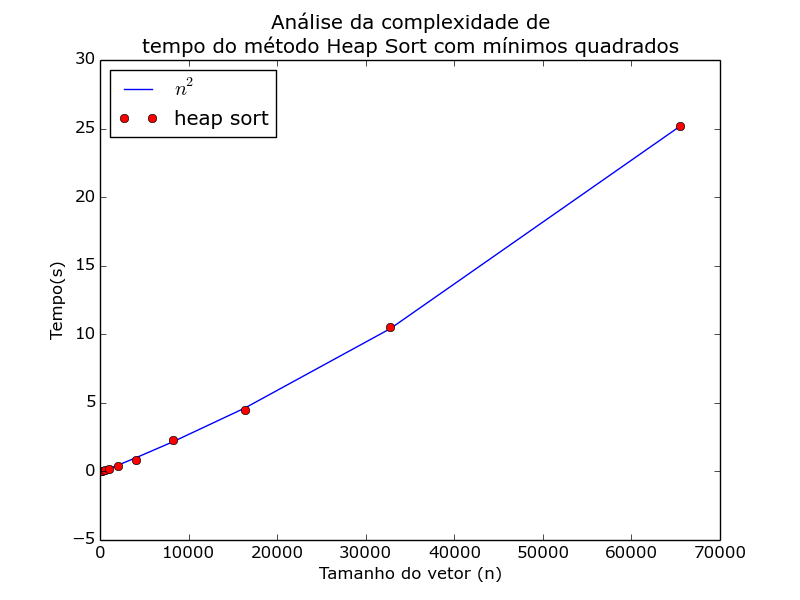 Análise da complexidade de
tempo do método Heap Sort com mínimos quadrados
30
25
20
15
10
5
0
−5
Tempo(s)
n²
heap sort
0 10000 20000 30000 40000 50000 60000 70000
Tamanho do vetor (n)